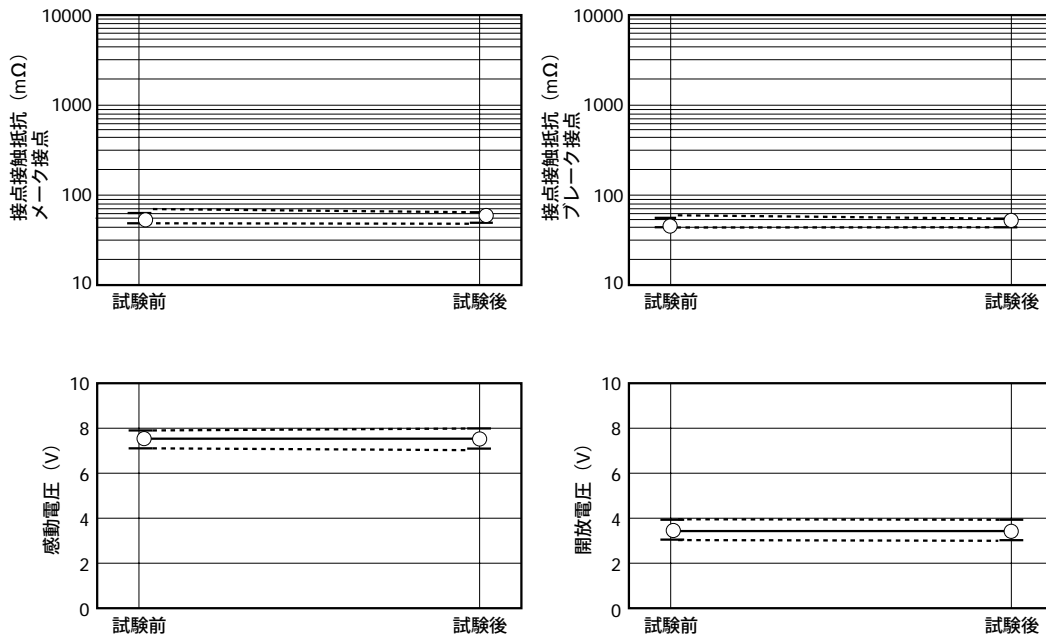 接点接触抵抗（mΩ）
メーク接点
10000
1000
100
10
試験前
試験後
接点接触抵抗（mΩ）
ブレーク接点
10000
1000
100
10
試験前
試験後
感動電圧（V）
10
8
6
4
2
0
試験前
試験後
開放電圧（V）
10
8
6
4
2
0
試験前
試験後